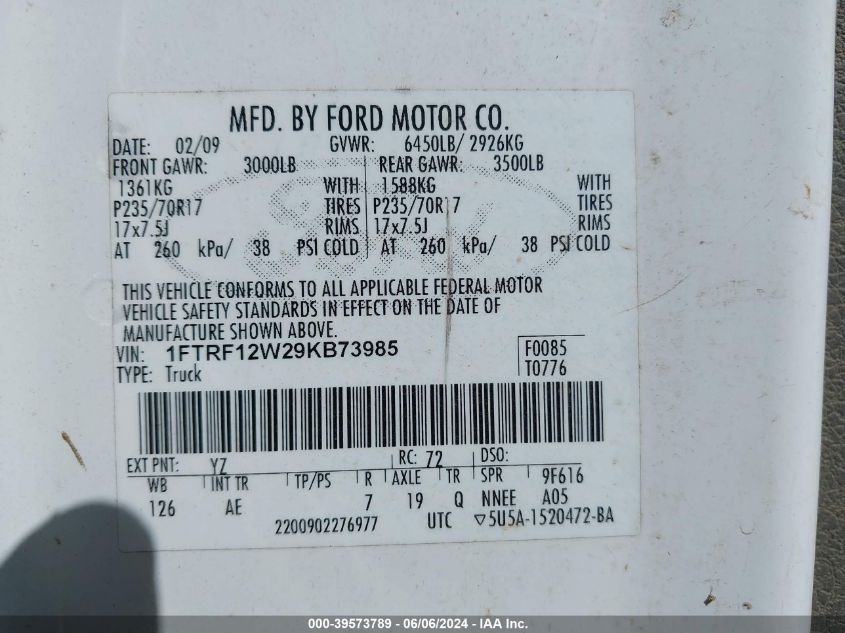 MFD. BY FORD MOTOR CO.
DATE: 02/09 GVWR: 6450LB/ 2926KG
FRONT GAWR: 3000LB REAR GAWR: 3500LB
1361KG WITH 1588KG WITH
P235/70R17 TIRES P235/70R17 TIRES
17x7.5J RIMS 17x7.5J RIMS
AT 260 kPa/ 38 PSI COLD AT 260 kPa/ 38 PSI COLD
THIS VEHICLE CONFORMS TO ALL APPLICABLE FEDERAL MOTOR
VEHICLE SAFETY STANDARDS IN EFFECT ON THE DATE OF
MANUFACTURE SHOWN ABOVE.
VIN: 1FTRF12W29KB73985 F0085
TYPE: Truck T0776
EXT PNT: YZ RC: 72 DSO:
WB INT TR TP/PS R AXLE TR SPR 9F616
126 AE 7 19 Q NNEE A05
2200902276977 UTC ▽5U5A-1520472-BA
000-39573789 - 06/06/2024 - IAA Inc.